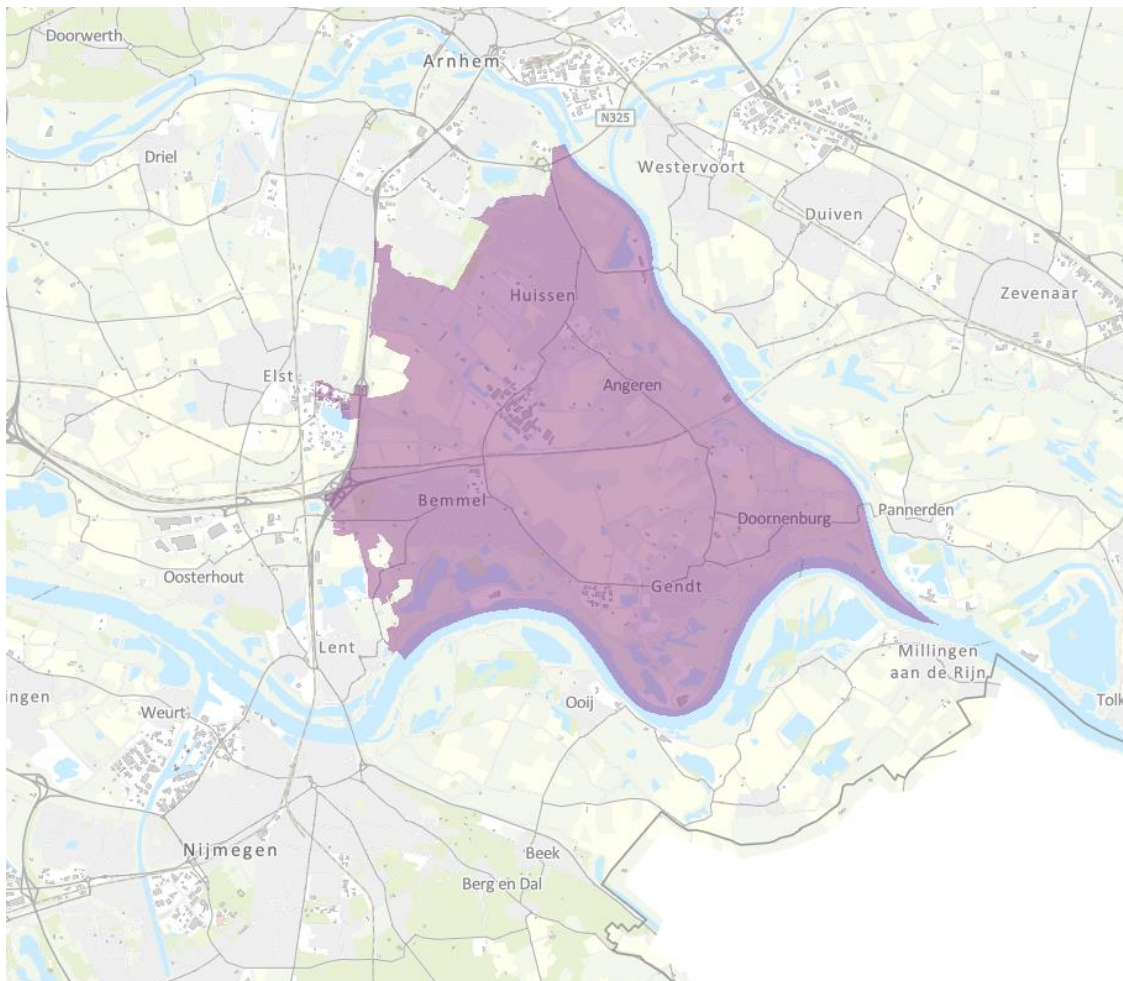 Doorwerth
Arnhem
N325
Driel
Westervoort
Duiven
Zevenaar
Huissen
Elst
Angeren
Bemmel
Pannerden
Doornenburg
Oosterhout
Gendt
Lent
Millingen
aan de Rijn
Ooij
ingen
Tolk
Weurt
Nijmegen
Beek
Berg en Dal